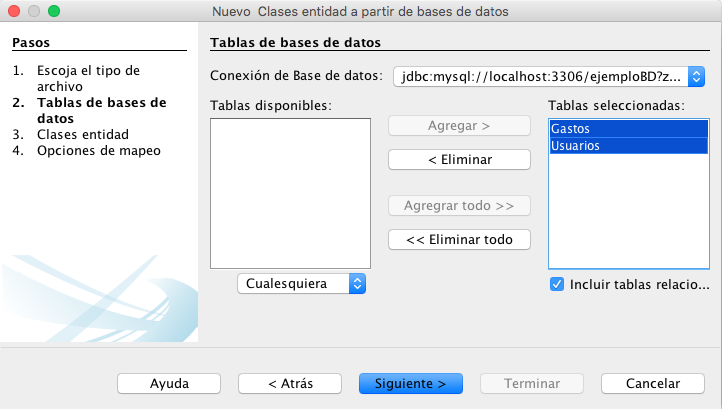 Nuevo Clases entidad a partir de bases de datos
Pasos
1. Escoja el tipo de
archivo
2. Tablas de bases de
datos
3. Clases entidad
4. Opciones de mapeo
Tablas de bases de datos
Conexión de Base de datos: jdbc:mysql://localhost:3306/ejemploBD?z...
Tablas disponibles:
Cualesquiera
Agregar >
< Eliminar
Agregrar todo >>
<< Eliminar todo
Tablas seleccionadas:
Gastos
Usuarios
Incluir tablas relacio...
Ayuda
< Atrás
Siguiente >
Terminar
Cancelar